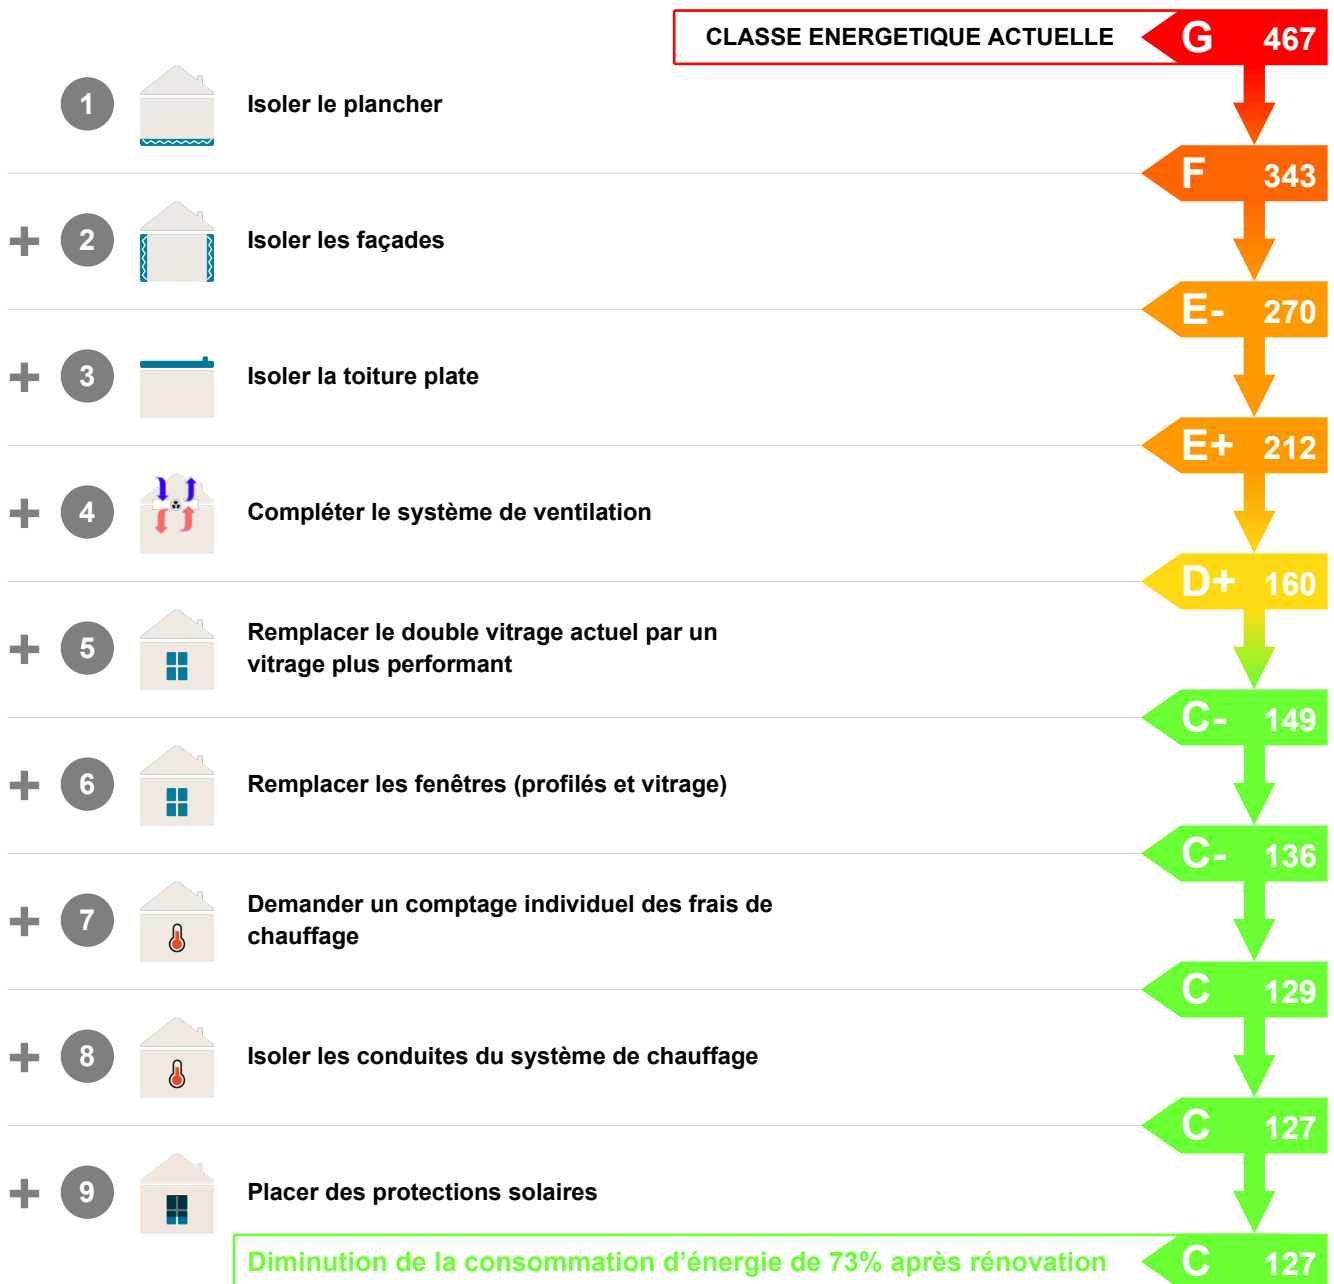 CLASSE ENERGETIQUE ACTUELLE G 467
1 Isoler le plancher
F 343
+ 2 Isoler les façades
E- 270
+ 3 Isoler la toiture plate
E+ 212
+ 4 Compléter le système de ventilation
D+ 160
+ 5 Remplacer le double vitrage actuel par un
vitrage plus performant
C- 149
+ 6 Remplacer les fenêtres (profilés et vitrage)
C- 136
+ 7 Demander un comptage individuel des frais de
chauffage
C 129
+ 8 Isoler les conduites du système de chauffage
C 127
+ 9 Placer des protections solaires
Diminution de la consommation d’énergie de 73% après rénovation C 127